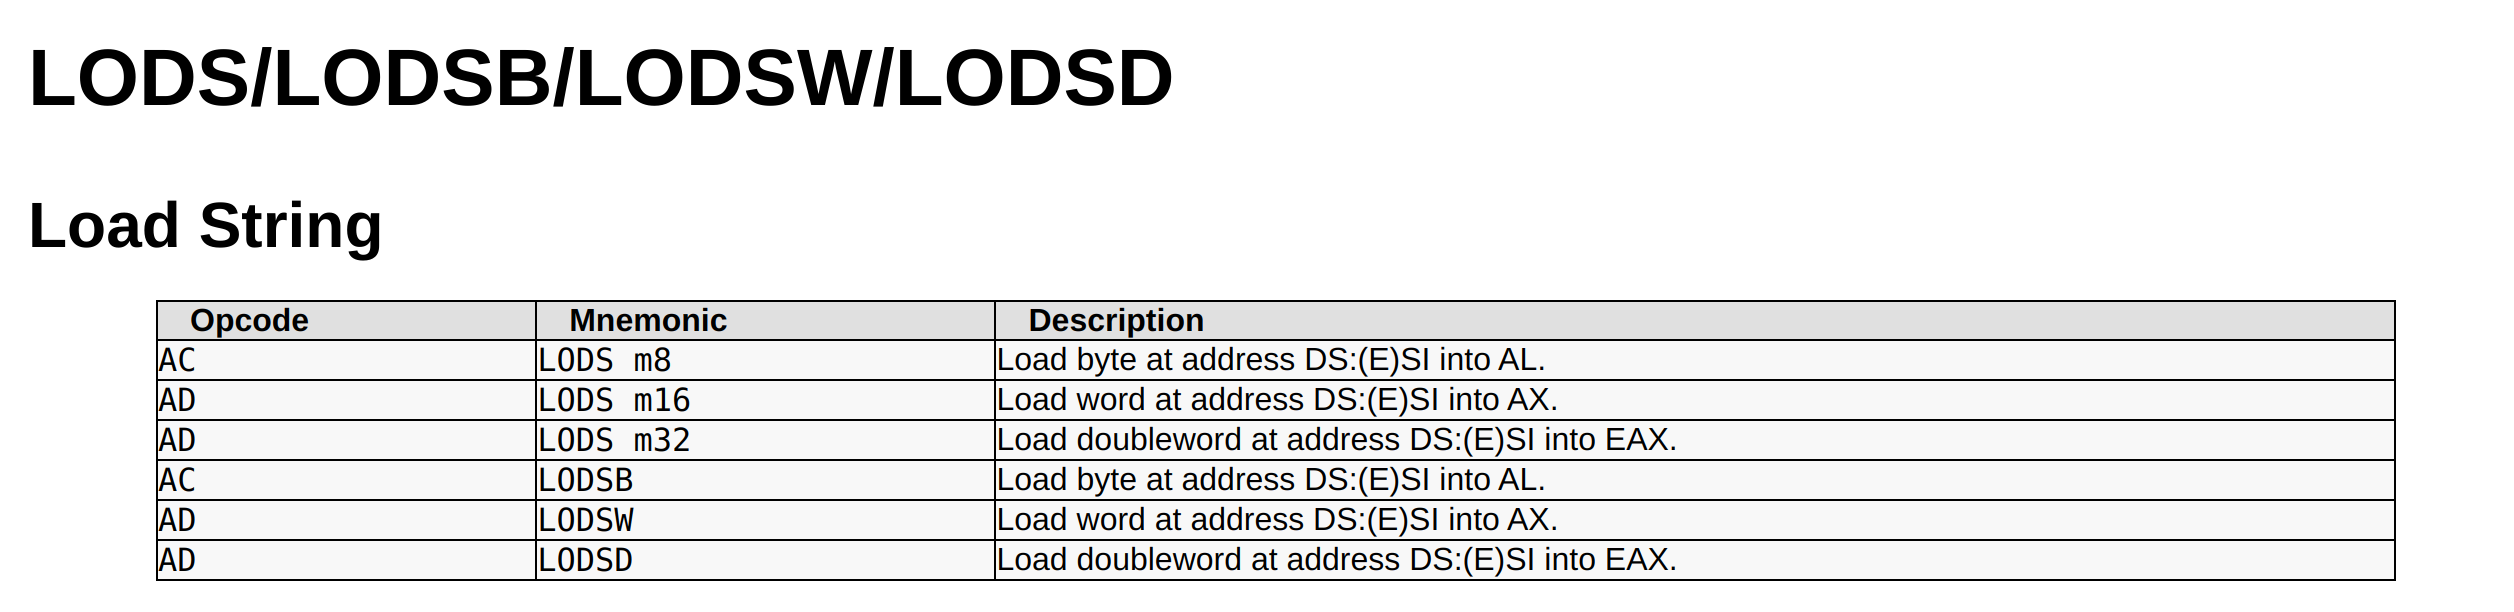 LODS/LODSB/LODSW/LODSD
Load String
Opcode Mnemonic Description
AC LODS m8 Load byte at address DS:(E)SI into AL.
AD LODS m16 Load word at address DS:(E)SI into AX.
AD LODS m32 Load doubleword at address DS:(E)SI into EAX.
AC LODSB Load byte at address DS:(E)SI into AL.
AD LODSW Load word at address DS:(E)SI into AX.
AD LODSD Load doubleword at address DS:(E)SI into EAX.